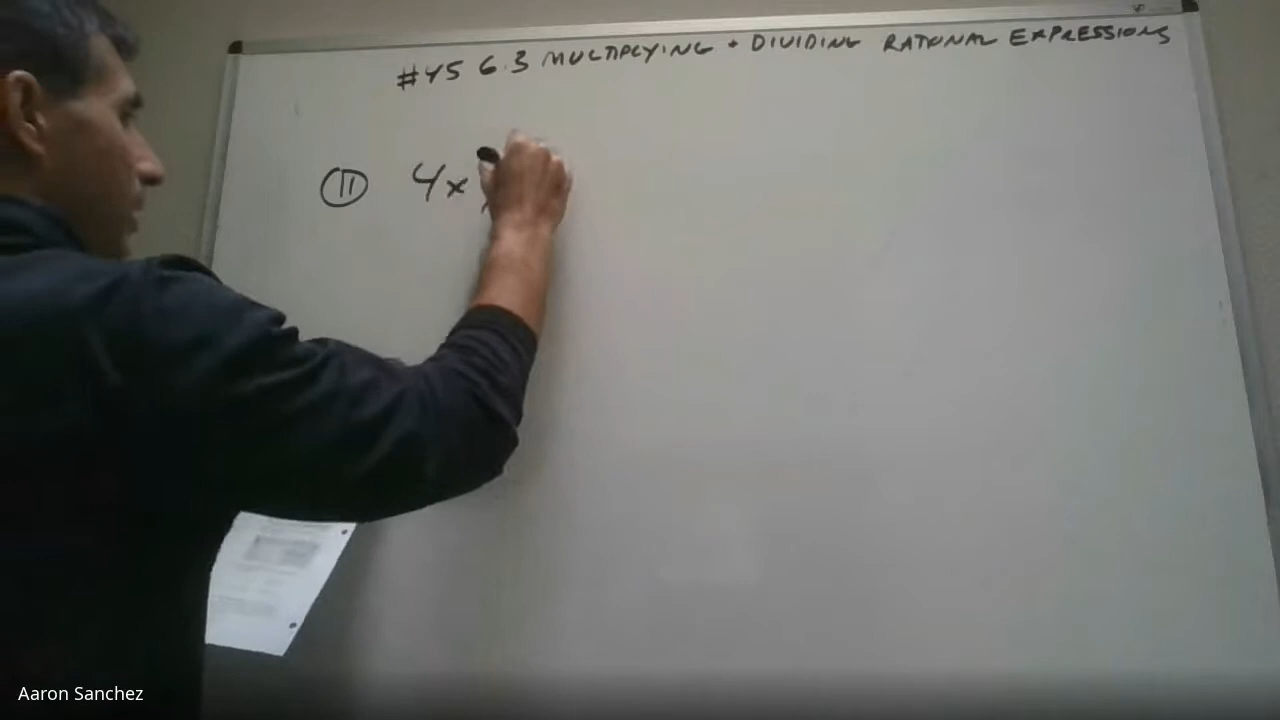 #45 6.3 MULTIPLYING + DIVIDING RATIONAL EXPRESSIONS
11 4x
Aaron Sanchez